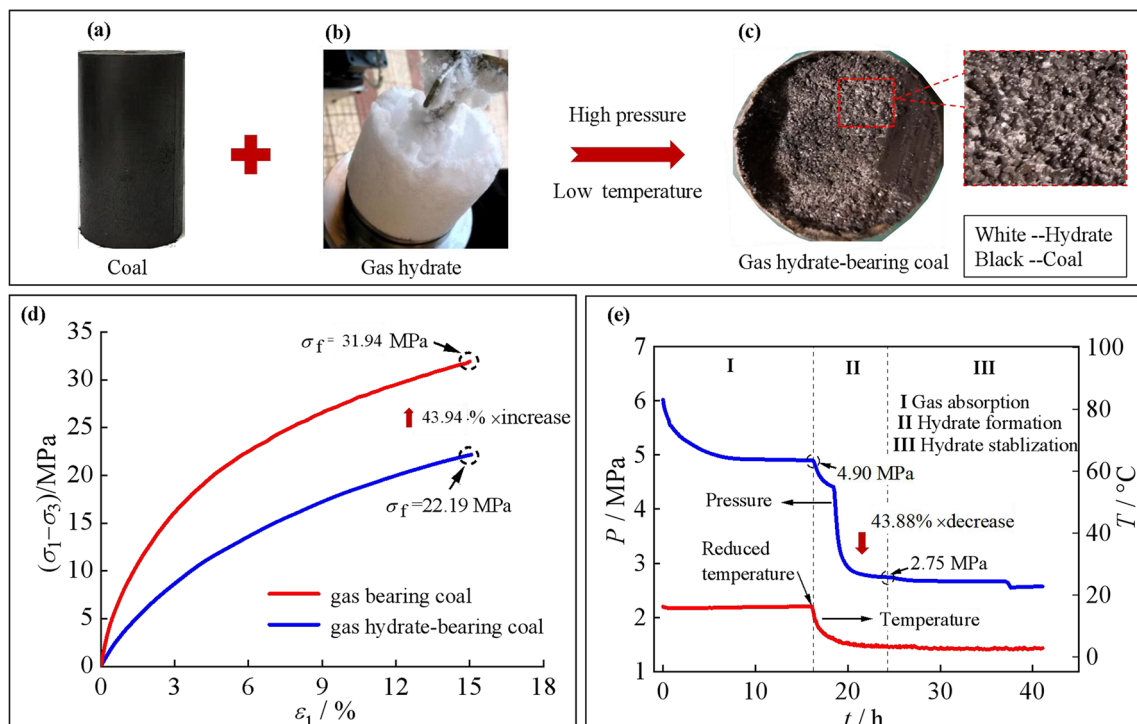 (a)
(b)
(c)
High pressure
Low temperature
Coal
Gas hydrate
Gas hydrate-bearing coal
White --Hydrate
Black --Coal
(d)
(σ1−σ3)/MPa
35
30
25
20
15
10
5
0
σf = 31.94 MPa
43.94 % ×increase
σf =22.19 MPa
gas bearing coal
gas hydrate-bearing coal
0 3 6 9 12 15 18
ε1 / %
(e)
P / MPa
7
6
5
4
3
2
1
I
II
III
I Gas absorption
II Hydrate formation
III Hydrate stablization
4.90 MPa
Pressure
43.88% ×decrease
2.75 MPa
Reduced
temperature
Temperature
100
80
60
40
20
0
T / °C
0 10 20 30 40
t / h